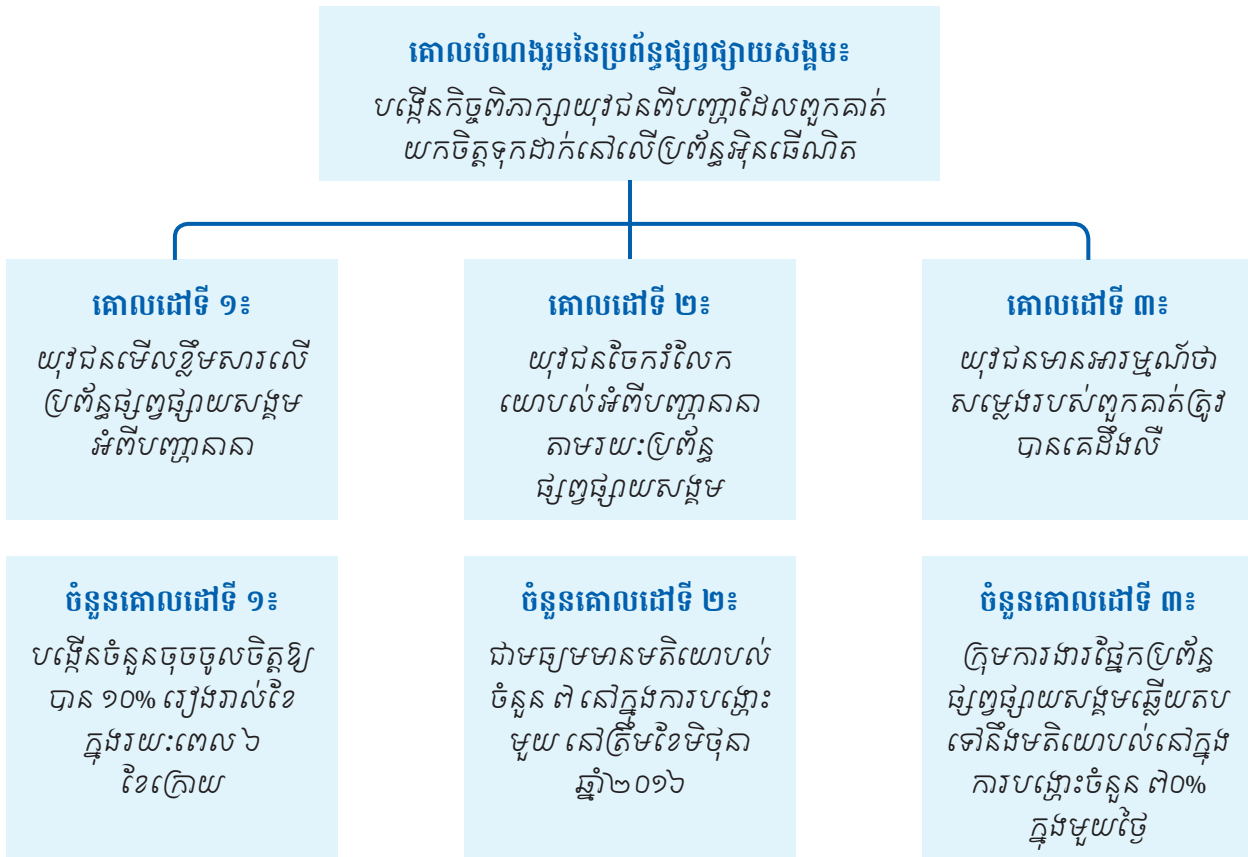 គោលបំណងរួមនៃប្រព័ន្ធផ្សព្វផ្សាយសង្គម៖
បង្កើនកិច្ចពិភាក្សាយុវជនពីបញ្ហាដែលពួកគាត់
យកចិត្តទុកដាក់នៅលើប្រព័ន្ធអ៊ិនធើណិត
គោលដៅទី ១៖
យុវជនមើលខ្លឹមសារលើ
ប្រព័ន្ធផ្សព្វផ្សាយសង្គម
អំពីបញ្ហានានា
គោលដៅទី ២៖
យុវជនចែករំលែក
យោបល់អំពីបញ្ហានានា
តាមរយៈប្រព័ន្ធ
ផ្សព្វផ្សាយសង្គម
គោលដៅទី ៣៖
យុវជនមានអារម្មណ៍ថា
សម្លេងរបស់ពួកគាត់ត្រូវ
បានគេដឹងលឺ
ចំនួនគោលដៅទី ១៖
បង្កើនចំនួនចុចចូលចិត្តឱ្យ
បាន ១០% រៀងរាល់ខែ
ក្នុងរយៈពេល ៦
ខែក្រោយ
ចំនួនគោលដៅទី ២៖
ជាមធ្យមមានមតិយោបល់
ចំនួន ៧ នៅក្នុងការបង្ហោះ
មួយ នៅត្រឹមខែមិថុនា
ឆ្នាំ២០១៦
ចំនួនគោលដៅទី ៣៖
ក្រុមការងារផ្នែកប្រព័ន្ធ
ផ្សព្វផ្សាយសង្គមឆ្លើយតប
ទៅនឹងមតិយោបល់នៅក្នុង
ការបង្ហោះចំនួន ៧០%
ក្នុងមួយថ្ងៃ